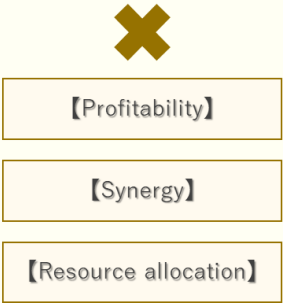 【Profitability】
【Synergy】
【Resource allocation】